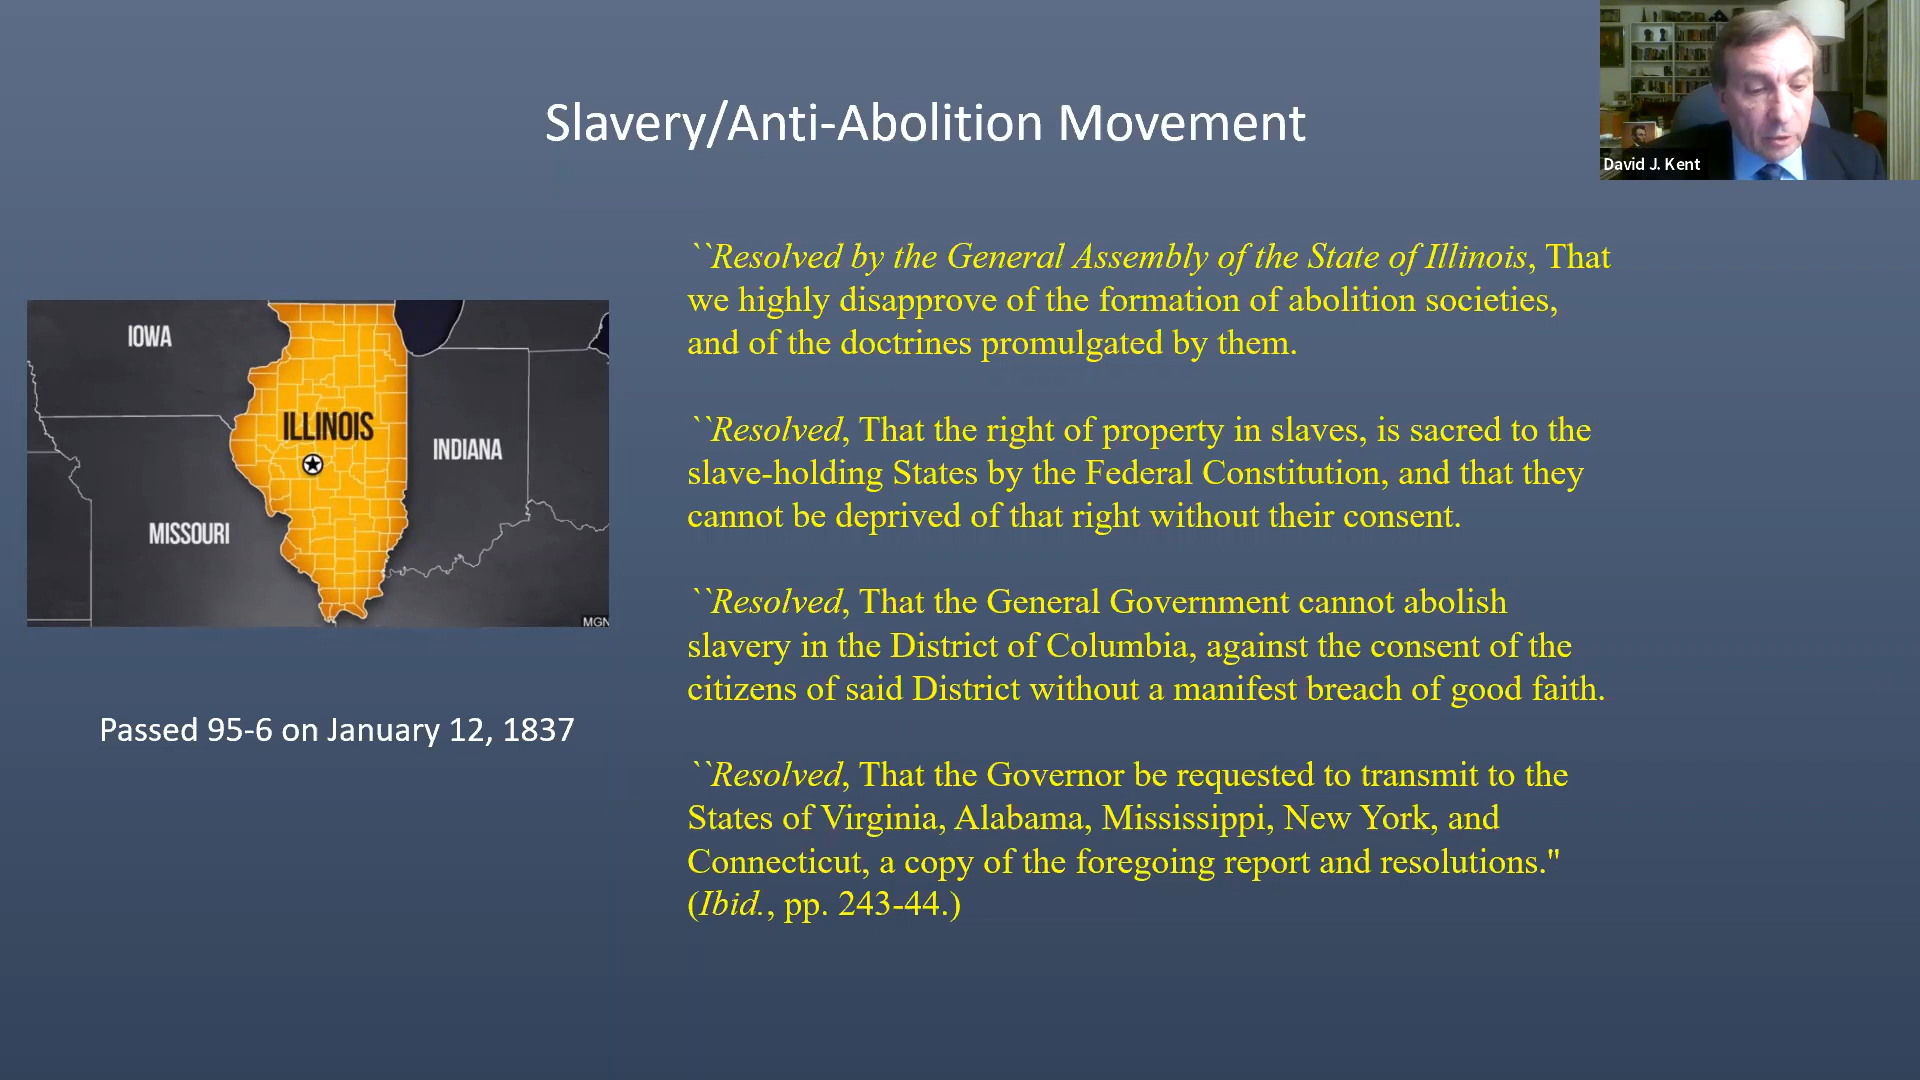 Slavery/Anti-Abolition Movement
David J. Kent
``Resolved by the General Assembly of the State of Illinois, That
we highly disapprove of the formation of abolition societies,
and of the doctrines promulgated by them.
``Resolved, That the right of property in slaves, is sacred to the
slave-holding States by the Federal Constitution, and that they
cannot be deprived of that right without their consent.
``Resolved, That the General Government cannot abolish
slavery in the District of Columbia, against the consent of the
citizens of said District without a manifest breach of good faith.
``Resolved, That the Governor be requested to transmit to the
States of Virginia, Alabama, Mississippi, New York, and
Connecticut, a copy of the foregoing report and resolutions."
(Ibid., pp. 243-44.)
IOWA
ILLINOIS
INDIANA
MISSOURI
MGN
Passed 95-6 on January 12, 1837